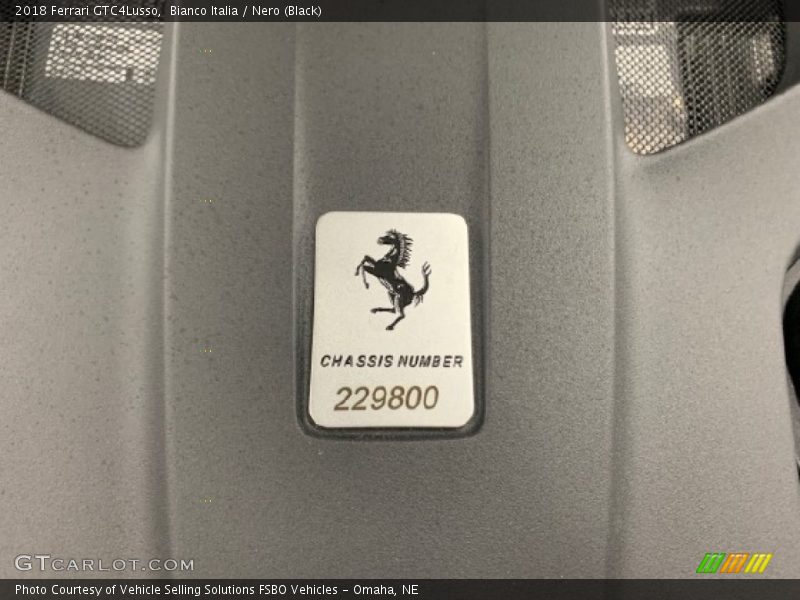 2018 Ferrari GTC4Lusso, Bianco Italia / Nero (Black)
CHASSIS NUMBER
229800
GTCARLOT.COM
Photo Courtesy of Vehicle Selling Solutions FSBO Vehicles - Omaha, NE